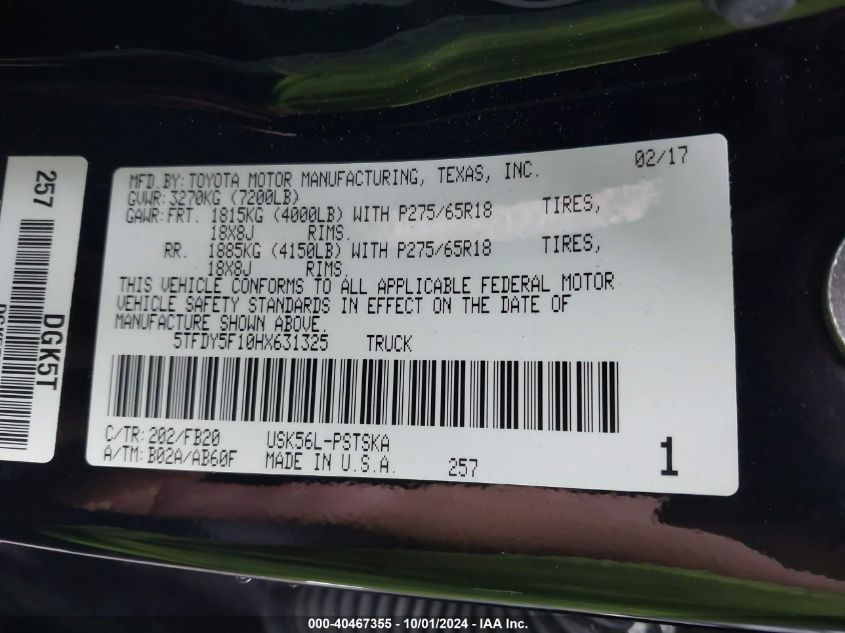 MFD.BY:TOYOTA MOTOR MANUFACTURING, TEXAS, INC. 02/17
GVWR:3270KG (7200LB)
GAWR:FRT. 1815KG (4000LB) WITH P275/65R18 TIRES,
18X8J RIMS.
RR. 1885KG (4150LB) WITH P275/65R18 TIRES,
18X8J RIMS.
THIS VEHICLE CONFORMS TO ALL APPLICABLE FEDERAL MOTOR
VEHICLE SAFETY STANDARDS IN EFFECT ON THE DATE OF
MANUFACTURE SHOWN ABOVE.
5TFDY5F10HX631325 TRUCK
C/TR:202/FB20 USK56L-PSTSKA
A/TM:B02A/AB60F MADE IN U.S.A. 257 1
257
DGK5T
000-40467355 - 10/01/2024 - IAA Inc.